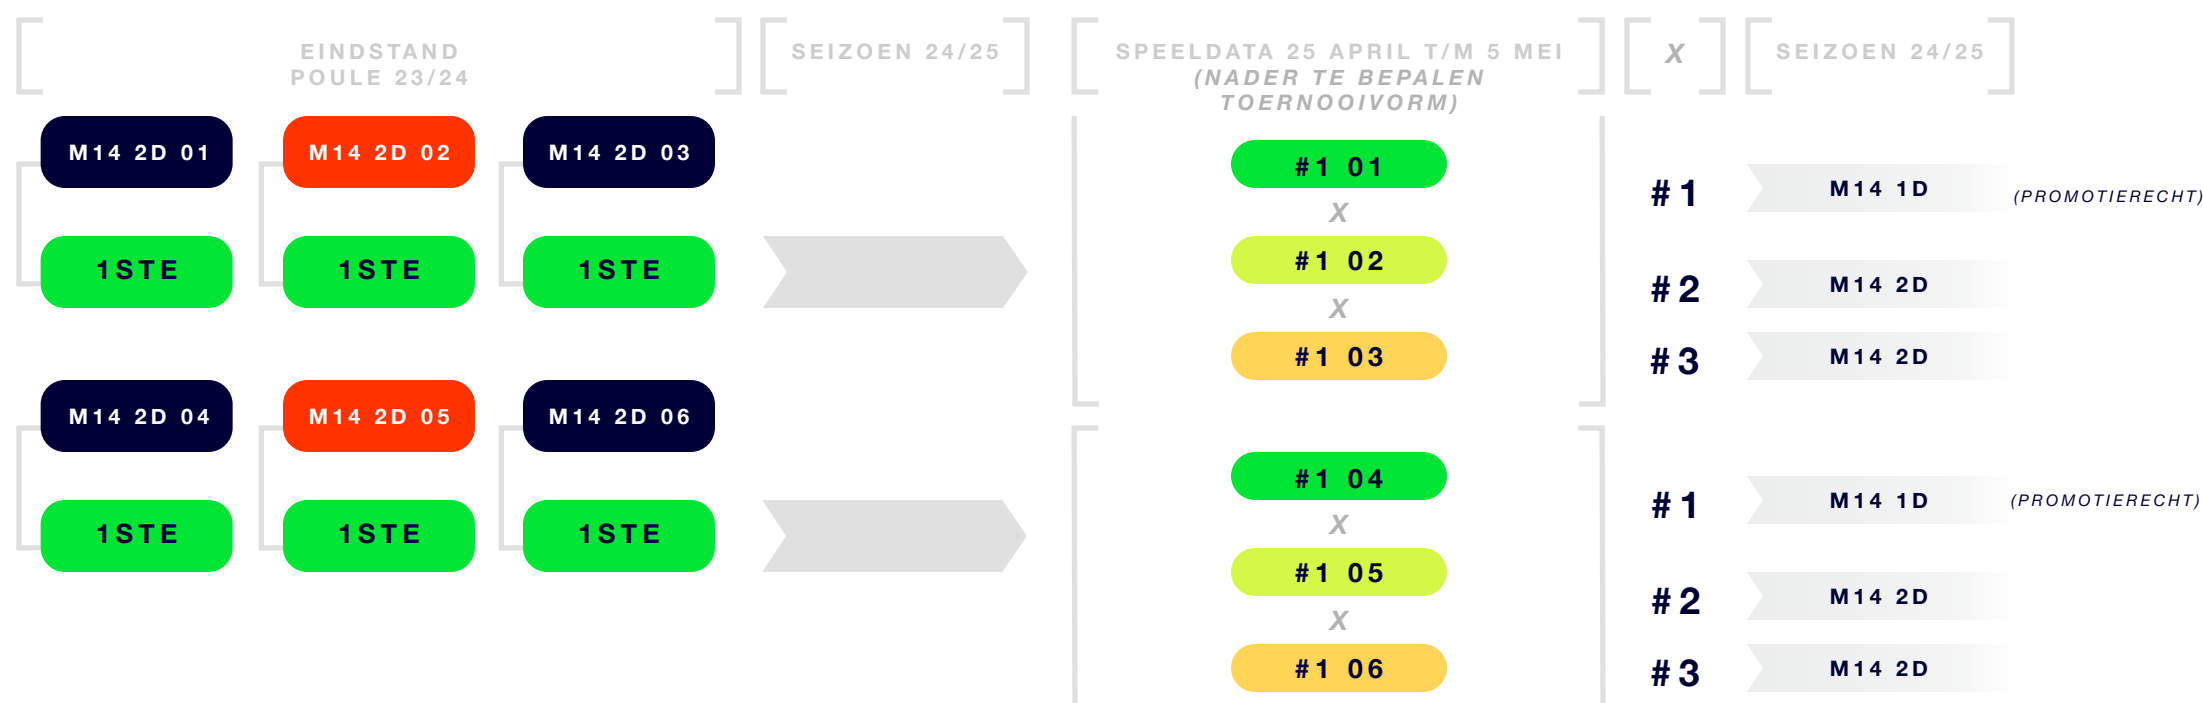 EINDSTAND
POULE 23/24
SEIZOEN 24/25
SPEELDATA 25 APRIL T/M 5 MEI
(NADER TE BEPALEN
TOERNOOIVORM)
X
SEIZOEN 24/25
M14 2D 01
M14 2D 02
M14 2D 03
1STE
1STE
1STE
#1 01
X
#1 02
X
#1 03
#1
M14 1D
(PROMOTIERECHT)
#2
M14 2D
#3
M14 2D
M14 2D 04
M14 2D 05
M14 2D 06
1STE
1STE
1STE
#1 04
X
#1 05
X
#1 06
#1
M14 1D
(PROMOTIERECHT)
#2
M14 2D
#3
M14 2D